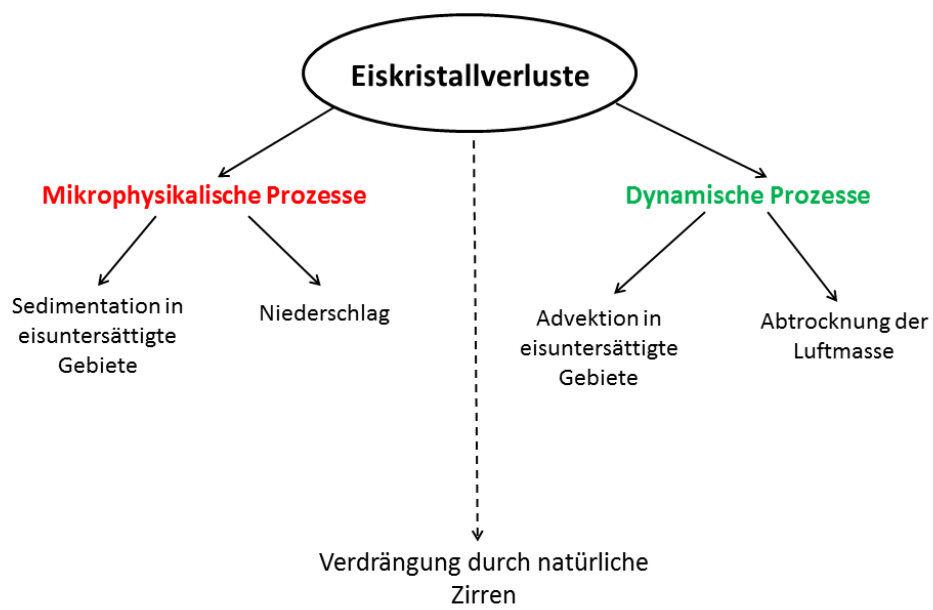 Eiskristallverluste
Mikrophysikalische Prozesse
Dynamische Prozesse
Sedimentation in
eisuntersättigte
Gebiete
Niederschlag
Advektion in
eisuntersättigte
Gebiete
Abtrocknung der
Luftmasse
Verdrängung durch natürliche
Zirren